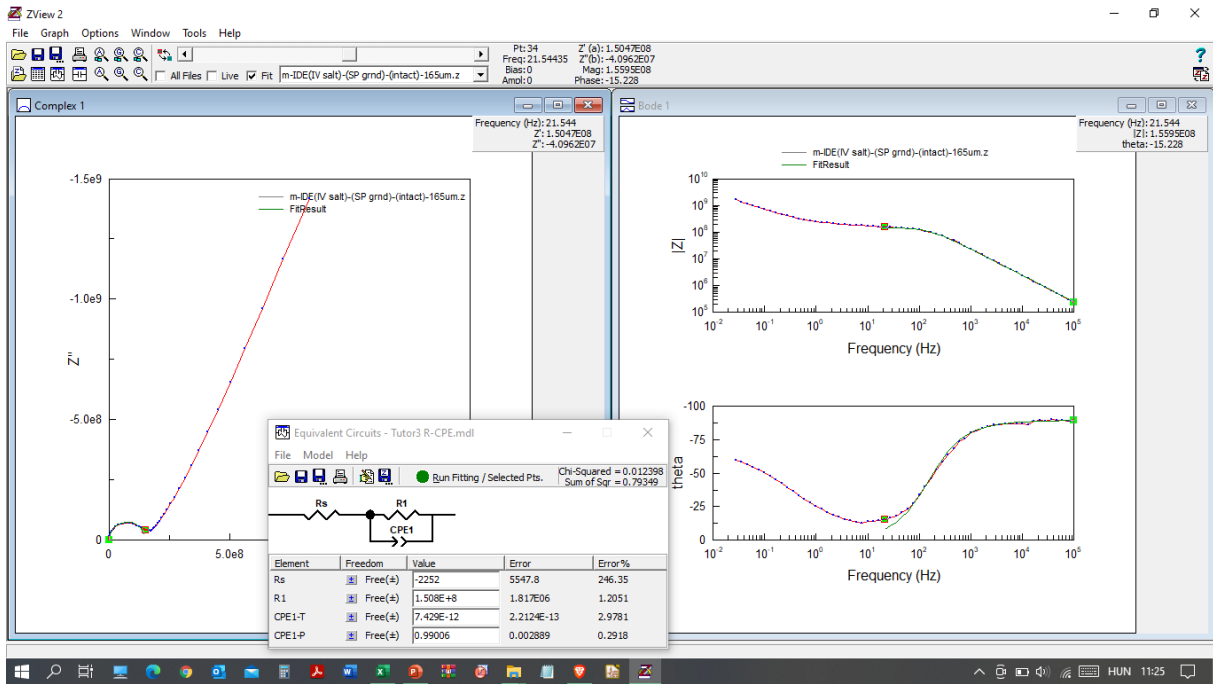 ZView 2
File Graph Options Window Tools Help
All Files Live Fit m-IDE(IV salt)-(SP grnd)-(intact)-165um.z
Pt: 34
Freq: 21.54435
Bias: 0
Ampl: 0
Z' (a): 1.5047E08
Z"(b): -4.0962E07
Mag: 1.5595E08
Phase: -15.228
Complex 1
Frequency (Hz): 21.544
Z': 1.5047E08
Z": -4.0962E07
m-IDE(IV salt)-(SP grnd)-(intact)-165um.z
FitResult
-1.5e9
-1.0e9
-5.0e8
0
Z"
0
5.0e8
Bode 1
Frequency (Hz): 21.544
|Z|: 1.5595E08
theta: -15.228
m-IDE(IV salt)-(SP grnd)-(intact)-165um.z
FitResult
10^10
10^9
10^8
10^7
10^6
10^5
|Z|
10^-2 10^-1 10^0 10^1 10^2 10^3 10^4 10^5
Frequency (Hz)
-100
-75
-50
-25
0
theta
10^-2 10^-1 10^0 10^1 10^2 10^3 10^4 10^5
Frequency (Hz)
Equivalent Circuits - Tutor3 R-CPE.mdl
File Model Help
Run Fitting / Selected Pts.
Chi-Squared = 0.012398
Sum of Sqr = 0.79349
Rs R1
CPE1
Element Freedom Value Error Error%
Rs Free(±) -2252 5547.8 246.35
R1 Free(±) 1.508E+8 1.817E06 1.2051
CPE1-T Free(±) 7.429E-12 2.2124E-13 2.9781
CPE1-P Free(±) 0.99006 0.002889 0.2918
HUN 11:25